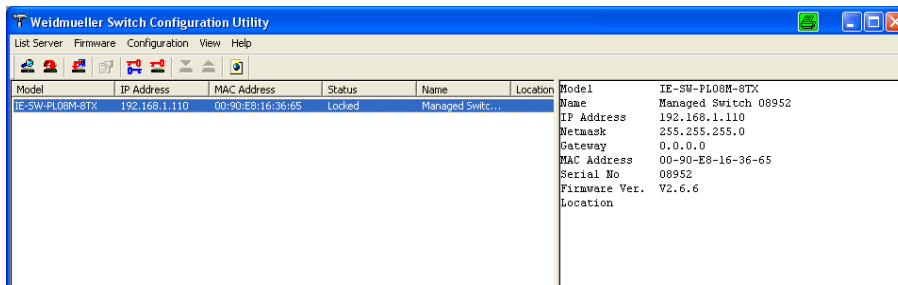 Weidmueller Switch Configuration Utility
List Server Firmware Configuration View Help
Model IP Address MAC Address Status Name Location
IE-SW-PL08M-8TX 192.168.1.110 00:90:E8:16:36:65 Locked Managed Switc...
Model IE-SW-PL08M-8TX
Name Managed Switch 08952
IP Address 192.168.1.110
Netmask 255.255.255.0
Gateway 0.0.0.0
MAC Address 00-90-E8-16-36-65
Serial No 08952
Firmware Ver. V2.6.6
Location